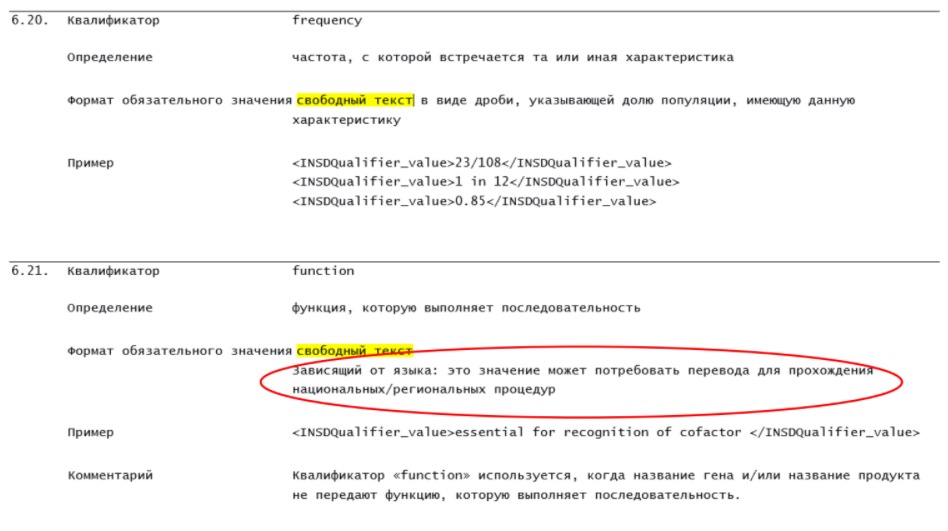 6.20. Квалификатор frequency
Определение частота, с которой встречается та или иная характеристика
Формат обязательного значения свободный текст в виде дроби, указывающей долю популяции, имеющую данную
характеристику
Пример <INSDQualifier_value>23/108</INSDQualifier_value>
<INSDQualifier_value>1 in 12</INSDQualifier_value>
<INSDQualifier_value>0.85</INSDQualifier_value>
6.21. Квалификатор function
Определение функция, которую выполняет последовательность
Формат обязательного значения свободный текст
Зависящий от языка: это значение может потребовать перевода для прохождения
национальных/региональных процедур
Пример <INSDQualifier_value>essential for recognition of cofactor </INSDQualifier_value>
Комментарий Квалификатор «function» используется, когда название гена и/или название продукта
не передают функцию, которую выполняет последовательность.